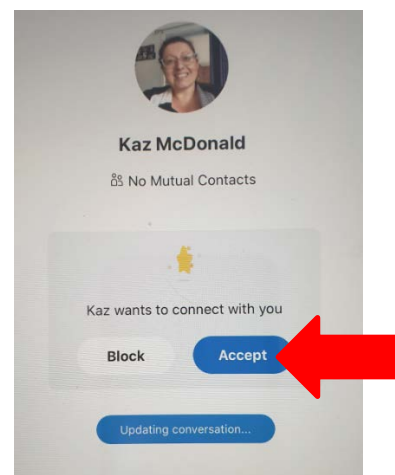 Kaz McDonald
No Mutual Contacts
Kaz wants to connect with you
Block Accept
Updating conversation...